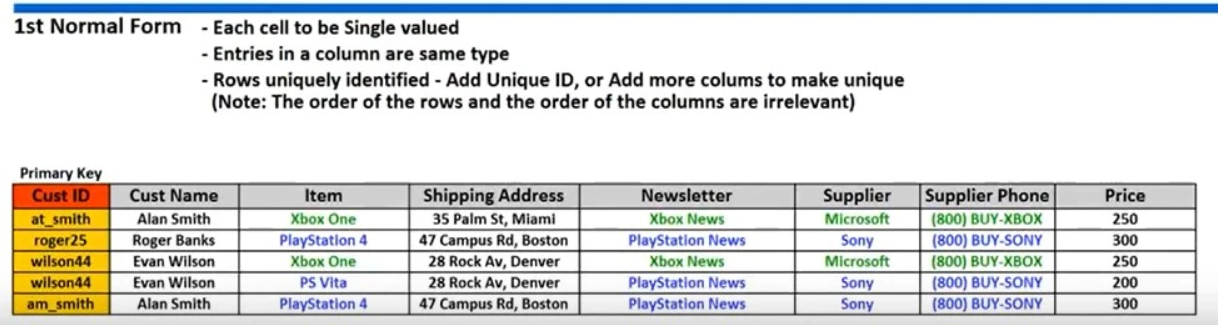 1st Normal Form - Each cell to be Single valued
- Entries in a column are same type
- Rows uniquely identified - Add Unique ID, or Add more colums to make unique
(Note: The order of the rows and the order of the columns are irrelevant)
Primary Key
Cust ID Cust Name Item Shipping Address Newsletter Supplier Supplier Phone Price
at_smith Alan Smith Xbox One 35 Palm St, Miami Xbox News Microsoft (800) BUY-XBOX 250
roger25 Roger Banks PlayStation 4 47 Campus Rd, Boston PlayStation News Sony (800) BUY-SONY 300
wilson44 Evan Wilson Xbox One 28 Rock Av, Denver Xbox News Microsoft (800) BUY-XBOX 250
wilson44 Evan Wilson PS Vita 28 Rock Av, Denver PlayStation News Sony (800) BUY-SONY 200
am_smith Alan Smith PlayStation 4 47 Campus Rd, Boston PlayStation News Sony (800) BUY-SONY 300